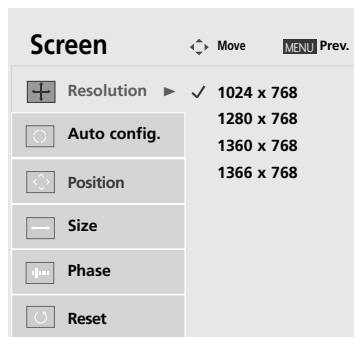 Screen Move MENU Prev.
Resolution ► ✓ 1024 x 768
1280 x 768
1360 x 768
1366 x 768
Auto config.
Position
Size
Phase
Reset